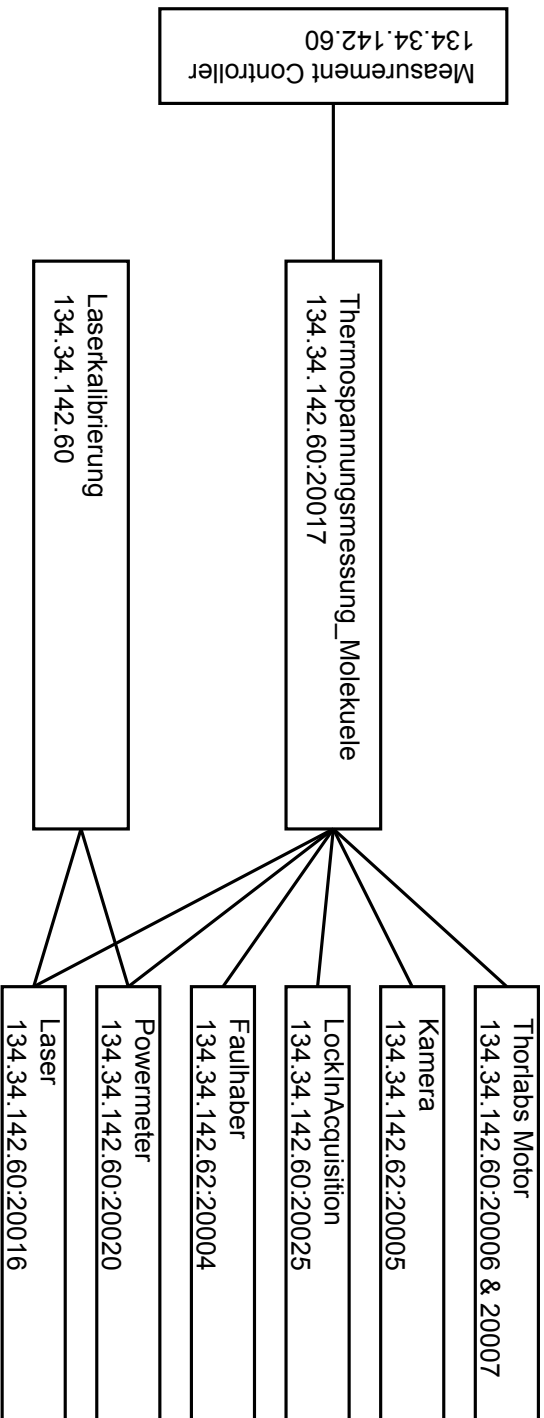 Measurement Controller
134.34.142.60
Thermospannungsmessung_Molekuele
134.34.142.60:20017
Laserkalibrierung
134.34.142.60
Thorlabs Motor
134.34.142.60:20006 & 20007
Kamera
134.34.142.62:20005
LockInAcquisition
134.34.142.60:20025
Faulhaber
134.34.142.62:20004
Powermeter
134.34.142.60:20020
Laser
134.34.142.60:20016